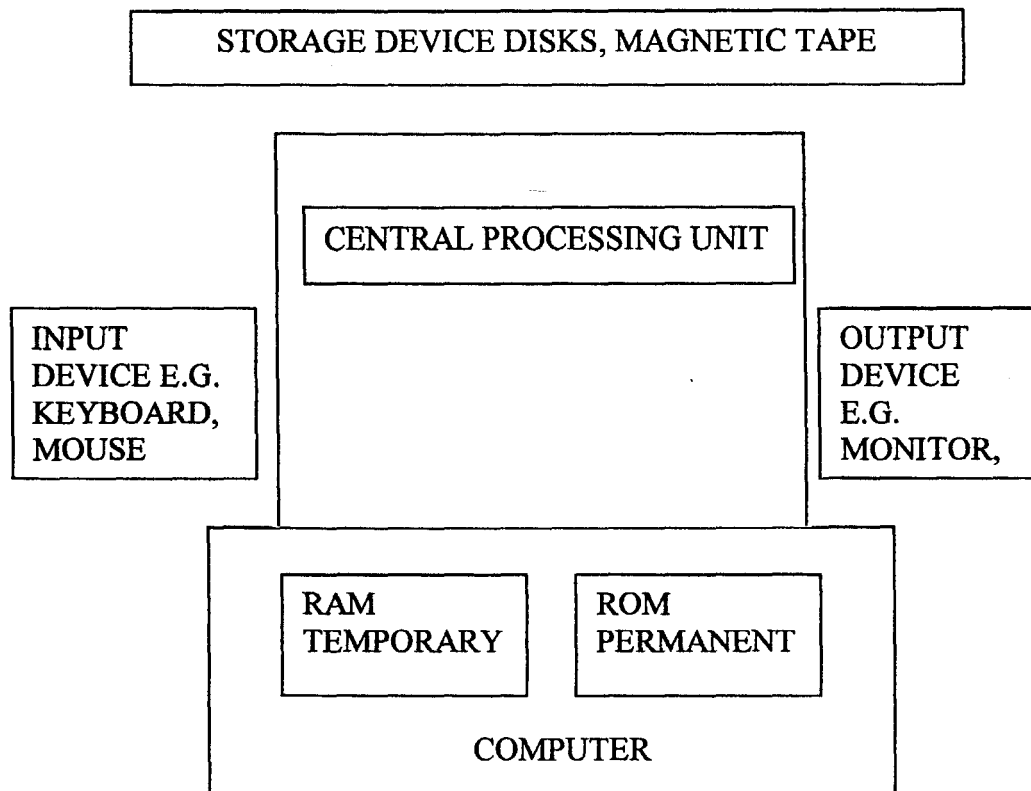 STORAGE DEVICE DISKS, MAGNETIC TAPE
CENTRAL PROCESSING UNIT
INPUT
DEVICE E.G.
KEYBOARD,
MOUSE
OUTPUT
DEVICE
E.G.
MONITOR,
RAM
TEMPORARY
ROM
PERMANENT
COMPUTER